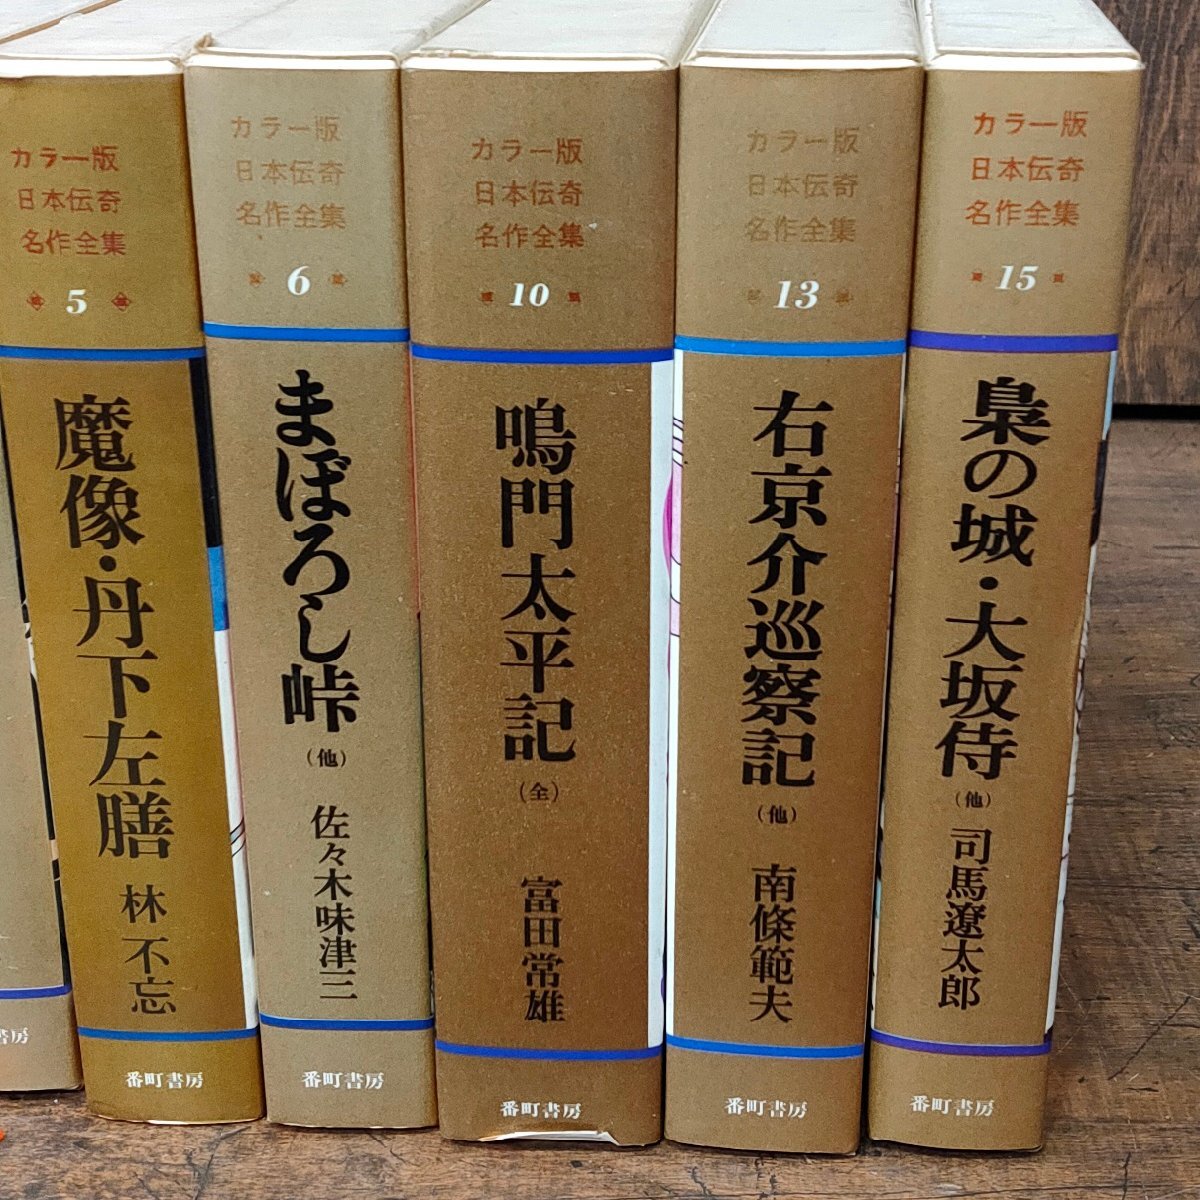 書房
カラー版
日本伝奇
名作全集
5
魔像・丹下左膳
林不忘
番町書房
カラー版
日本伝奇
名作全集
6
まぼろし峠
(他)
佐々木味津三
番町書房
カラー版
日本伝奇
名作全集
10
鳴門太平記
(全)
富田常雄
番町書房
カラー版
日本伝奇
名作全集
13
右京介巡察記
(他)
南條範夫
番町書房
カラー版
日本伝奇
名作全集
15
梟の城・大坂侍
(他)
司馬遼太郎
番町書房